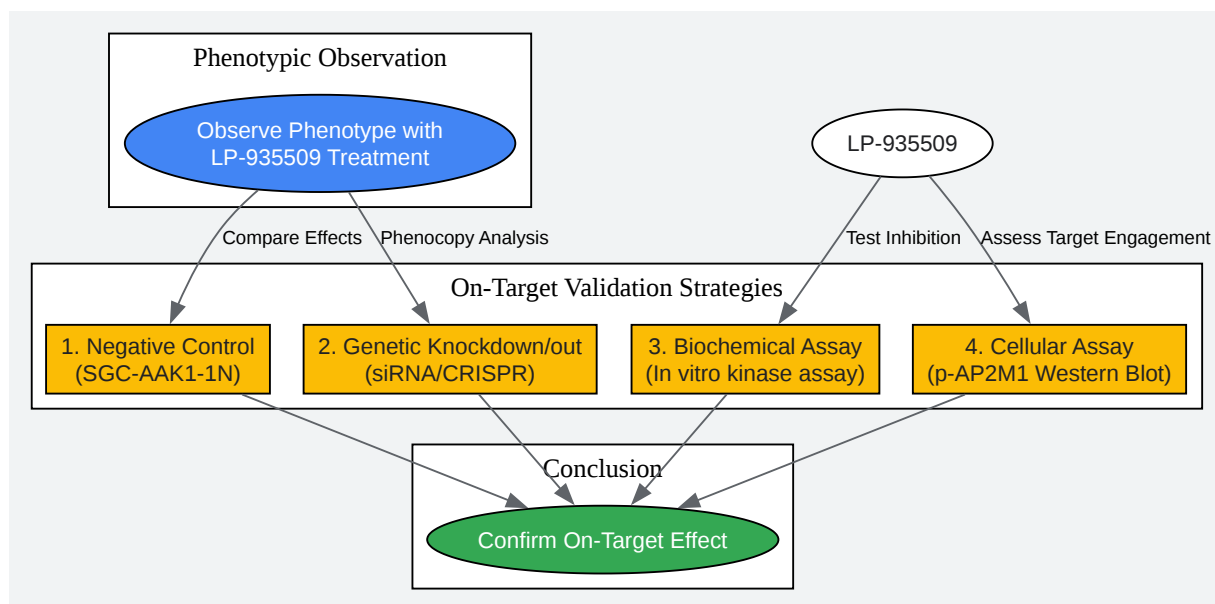 Phenotypic Observation
Observe Phenotype with
LP-935509 Treatment
LP-935509
Compare Effects
Phenocopy Analysis
Test Inhibition
Assess Target Engagement
On-Target Validation Strategies
1. Negative Control
(SGC-AAK1-1N)
2. Genetic Knockdown/out
(siRNA/CRISPR)
3. Biochemical Assay
(In vitro kinase assay)
4. Cellular Assay
(p-AP2M1 Western Blot)
Conclusion
Confirm On-Target Effect